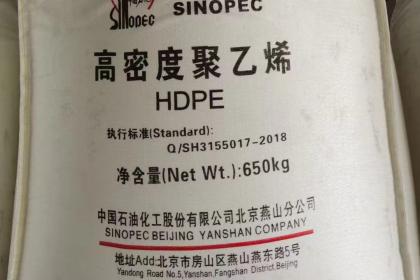 SINOPEC
SINOPEC
高密度聚乙烯
HDPE
执行标准(Standard):
Q/SH3155017-2018
净含量(Net Wt.):650kg
中国石油化工股份有限公司北京燕山分公司
SINOPEC BEIJING YANSHAN COMPANY
地址Add:北京市房山区燕山燕东路5号
Yandong Road No.5,Yanshan,Fangshan District,Beijing